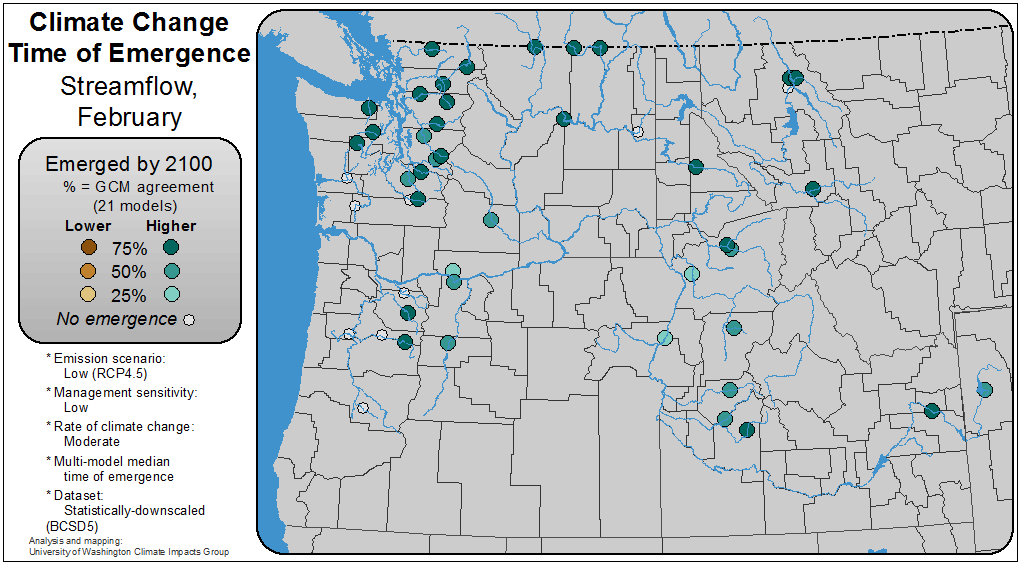 Climate Change
Time of Emergence
Streamflow,
February
Emerged by 2100
% = GCM agreement
(21 models)
Lower Higher
75%
50%
25%
No emergence
* Emission scenario:
Low (RCP4.5)
* Management sensitivity:
Low
* Rate of climate change:
Moderate
* Multi-model median
time of emergence
* Dataset:
Statistically-downscaled
(BCSD5)
Analysis and mapping:
University of Washington Climate Impacts Group